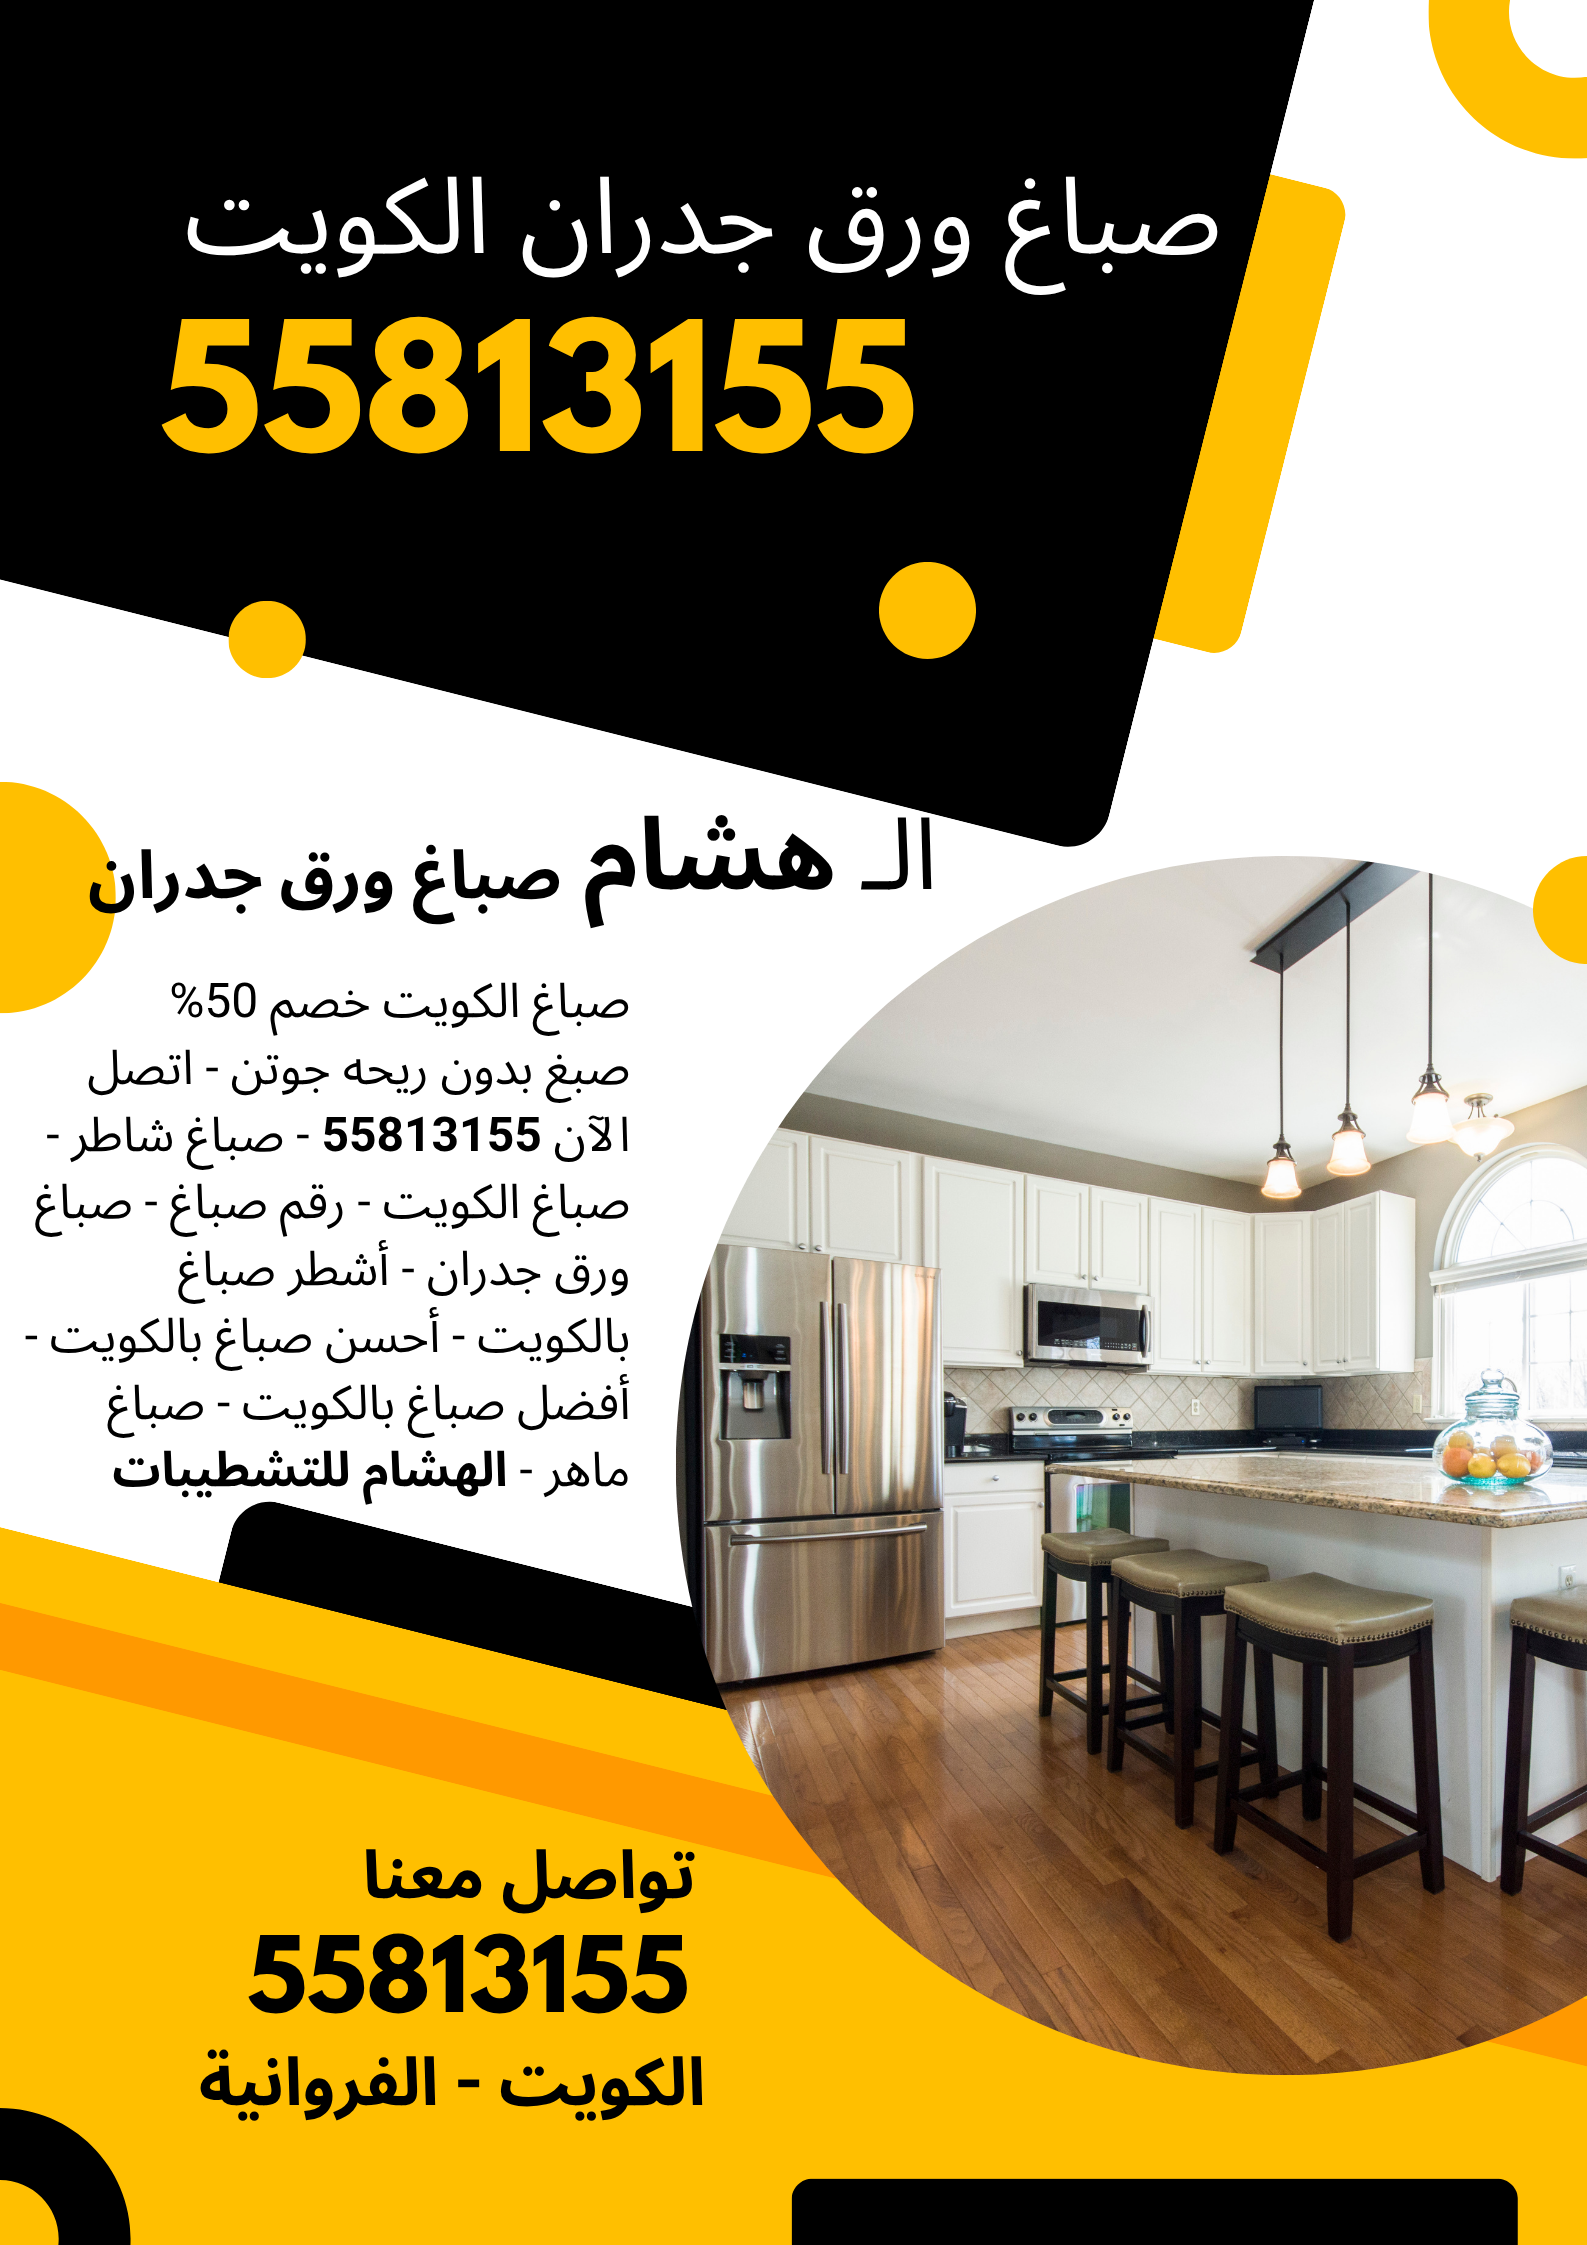 صباغ ورق جدران الكويت
55813155
الـ هشام صباغ ورق جدران
صباغ الكويت خصم 50%
صبغ بدون ريحه جوتن - اتصل
الآن 55813155 - صباغ شاطر -
صباغ الكويت - رقم صباغ - صباغ
ورق جدران - أشطر صباغ
بالكويت - أحسن صباغ بالكويت -
أفضل صباغ بالكويت - صباغ
ماهر - الهشام للتشطيبات
تواصل معنا
55813155
الكويت - الفروانية